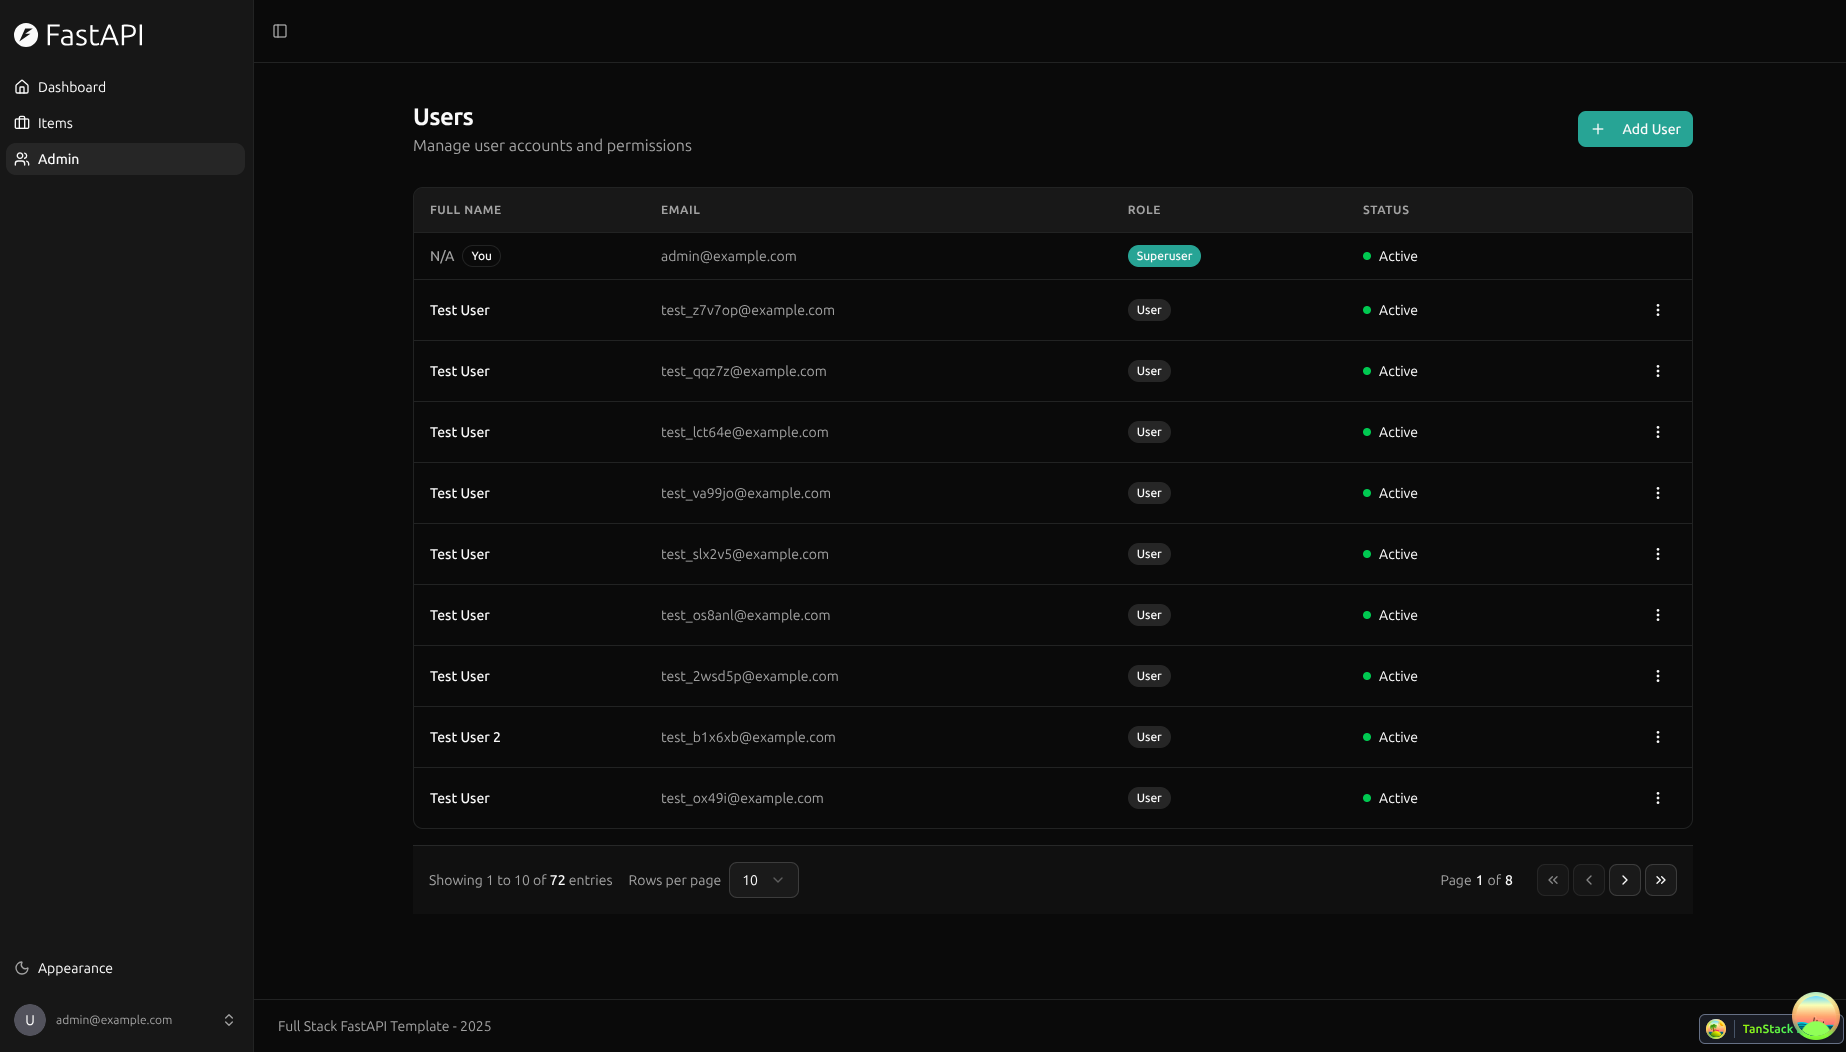 FastAPI
Dashboard
Items
Admin
Users
Manage user accounts and permissions
Add User
FULL NAME EMAIL ROLE STATUS
N/A You admin@example.com Superuser Active
Test User test_z7v7op@example.com User Active
Test User test_qqz7z@example.com User Active
Test User test_lct64e@example.com User Active
Test User test_va99jo@example.com User Active
Test User test_slx2v5@example.com User Active
Test User test_os8anl@example.com User Active
Test User test_2wsd5p@example.com User Active
Test User 2 test_b1x6xb@example.com User Active
Test User test_ox49i@example.com User Active
Showing 1 to 10 of 72 entries Rows per page 10 Page 1 of 8
Appearance
U admin@example.com
Full Stack FastAPI Template - 2025
TanStack